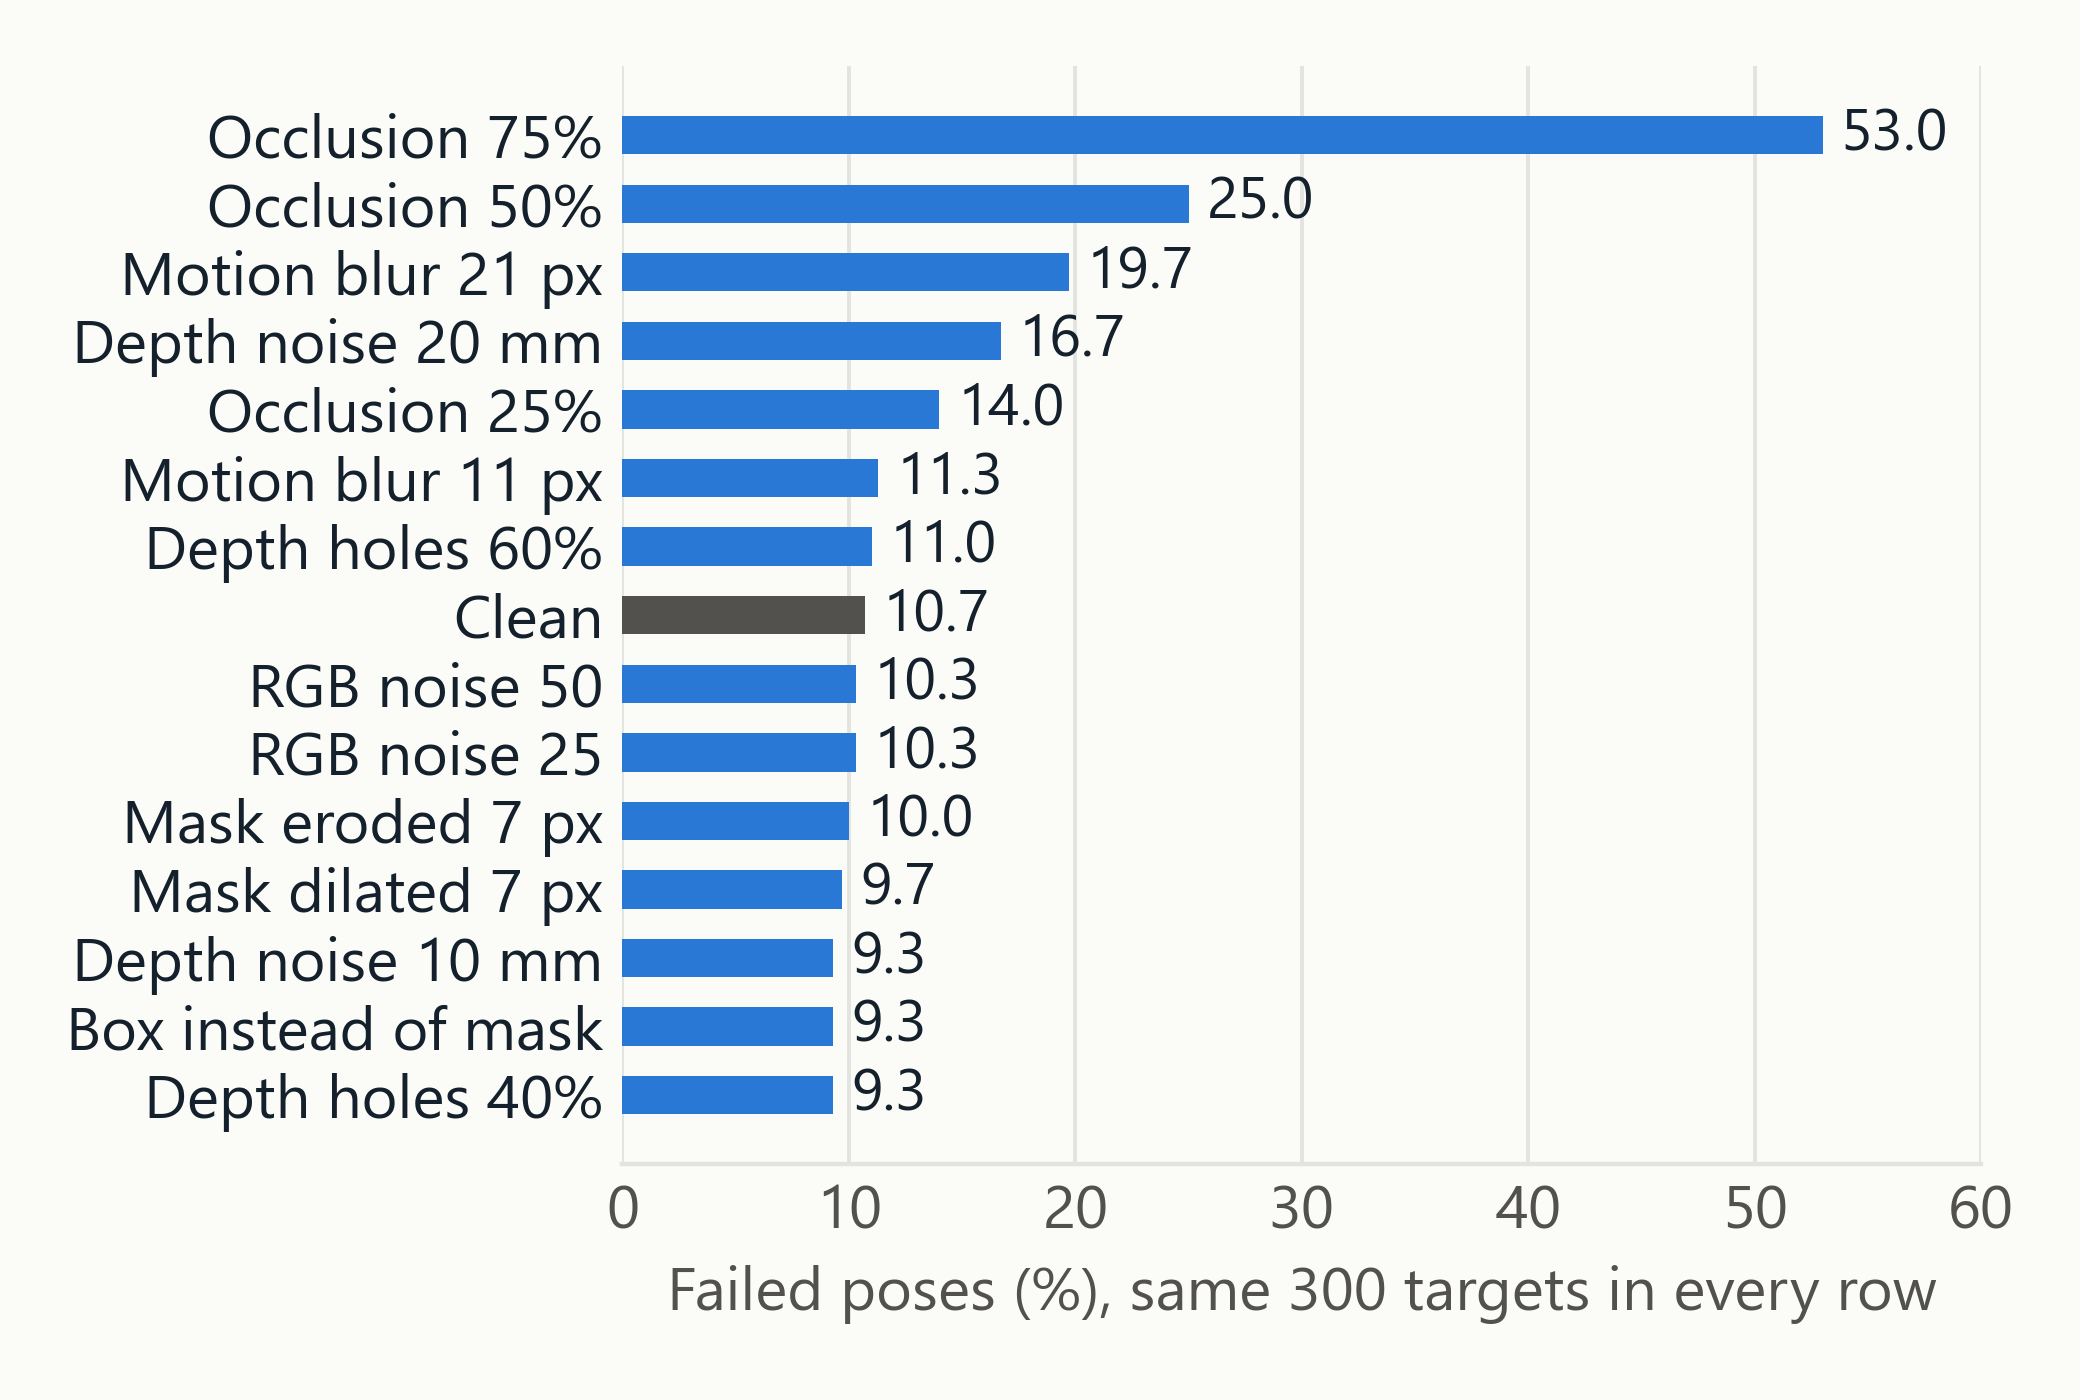 Occlusion 75% 53.0
Occlusion 50% 25.0
Motion blur 21 px 19.7
Depth noise 20 mm 16.7
Occlusion 25% 14.0
Motion blur 11 px 11.3
Depth holes 60% 11.0
Clean 10.7
RGB noise 50 10.3
RGB noise 25 10.3
Mask eroded 7 px 10.0
Mask dilated 7 px 9.7
Depth noise 10 mm 9.3
Box instead of mask 9.3
Depth holes 40% 9.3
0 10 20 30 40 50 60
Failed poses (%), same 300 targets in every row